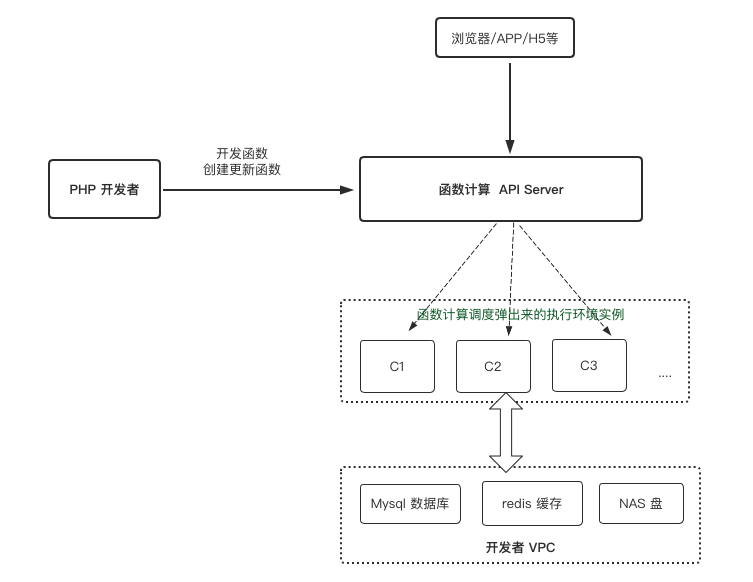 浏览器/APP/H5等
开发函数
创建更新函数
PHP 开发者
函数计算 API Server
函数计算调度弹出来的执行环境实例
C1
C2
C3
....
Mysql 数据库
redis 缓存
NAS 盘
开发者 VPC